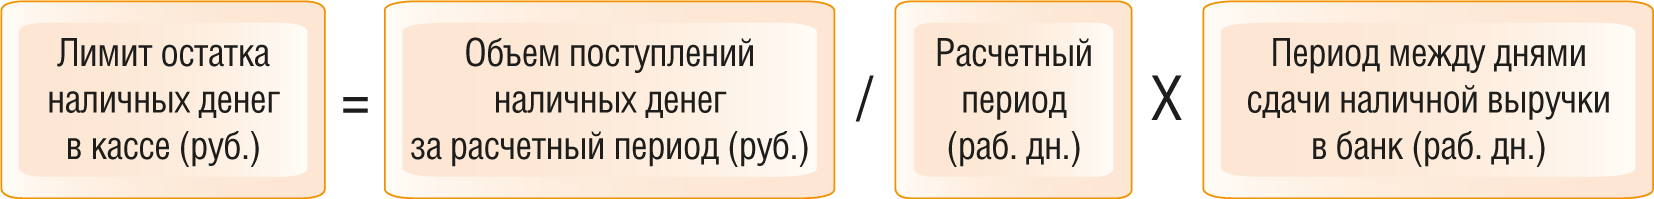 Лимит остатка
наличных денег
в кассе (руб.)
=
Объем поступлений
наличных денег
за расчетный период (руб.)
/
Расчетный
период
(раб. дн.)
X
Период между днями
сдачи наличной выручки
в банк (раб. дн.)